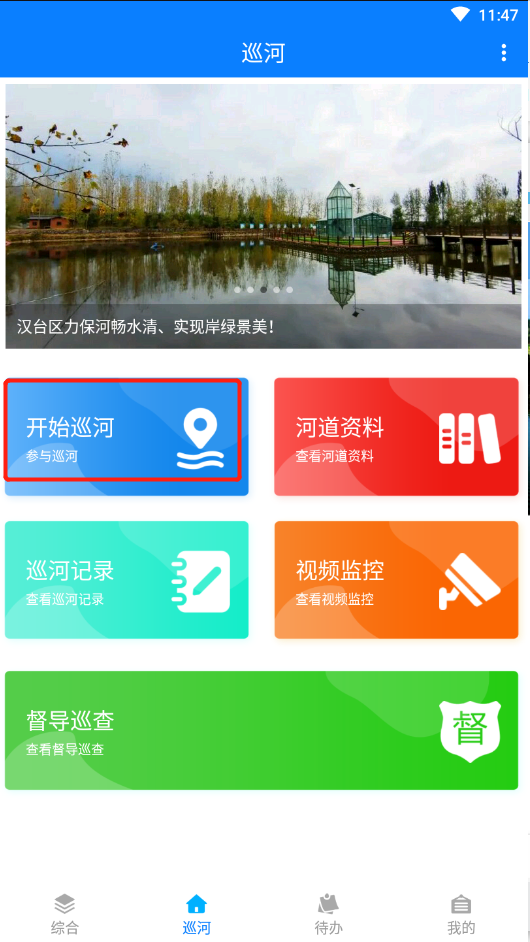 11:47
巡河
汉台区力保河畅水清、实现岸绿景美！
开始巡河
参与巡河
河道资料
查看河道资料
巡河记录
查看巡河记录
视频监控
查看视频监控
督导巡查
查看督导巡查
督
综合
巡河
待办
我的